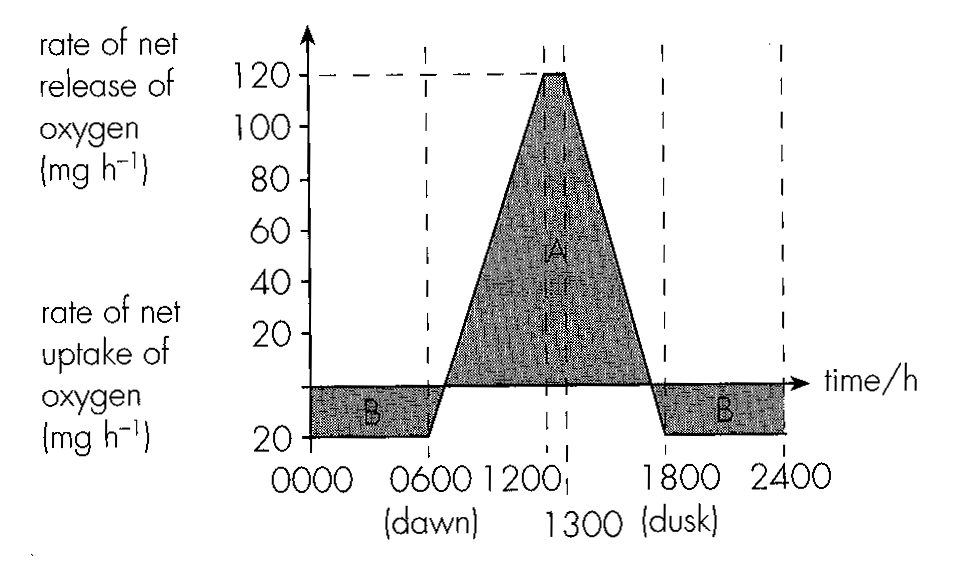 rate of net
release of
oxygen
(mg h⁻¹)
120
100
80
60
40
20
A
rate of net
uptake of
oxygen
(mg h⁻¹)
time/h
B
B
20
0000 0600 1200 1800 2400
(dawn) 1300 (dusk)